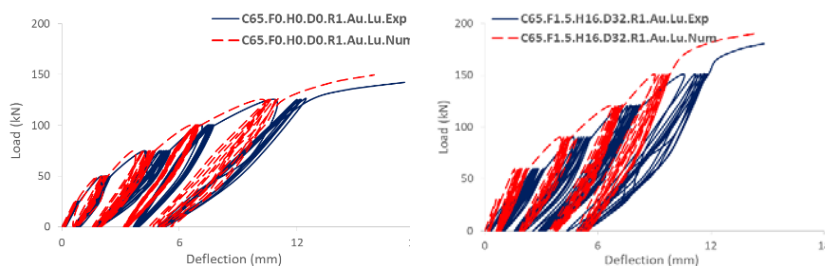 C65.F0.H0.D0.R1.Au.Lu.Exp
C65.F0.H0.D0.R1.Au.Lu.Num
200
150
100
50
0
Load (kN)
0
6
12
Deflection (mm)
C65.F1.5.H16.D32.R1.Au.Lu.Exp
C65.F1.5.H16.D32.R1.Au.Lu.Num
200
150
100
50
0
Load (kN)
0
6
12
Deflection (mm)